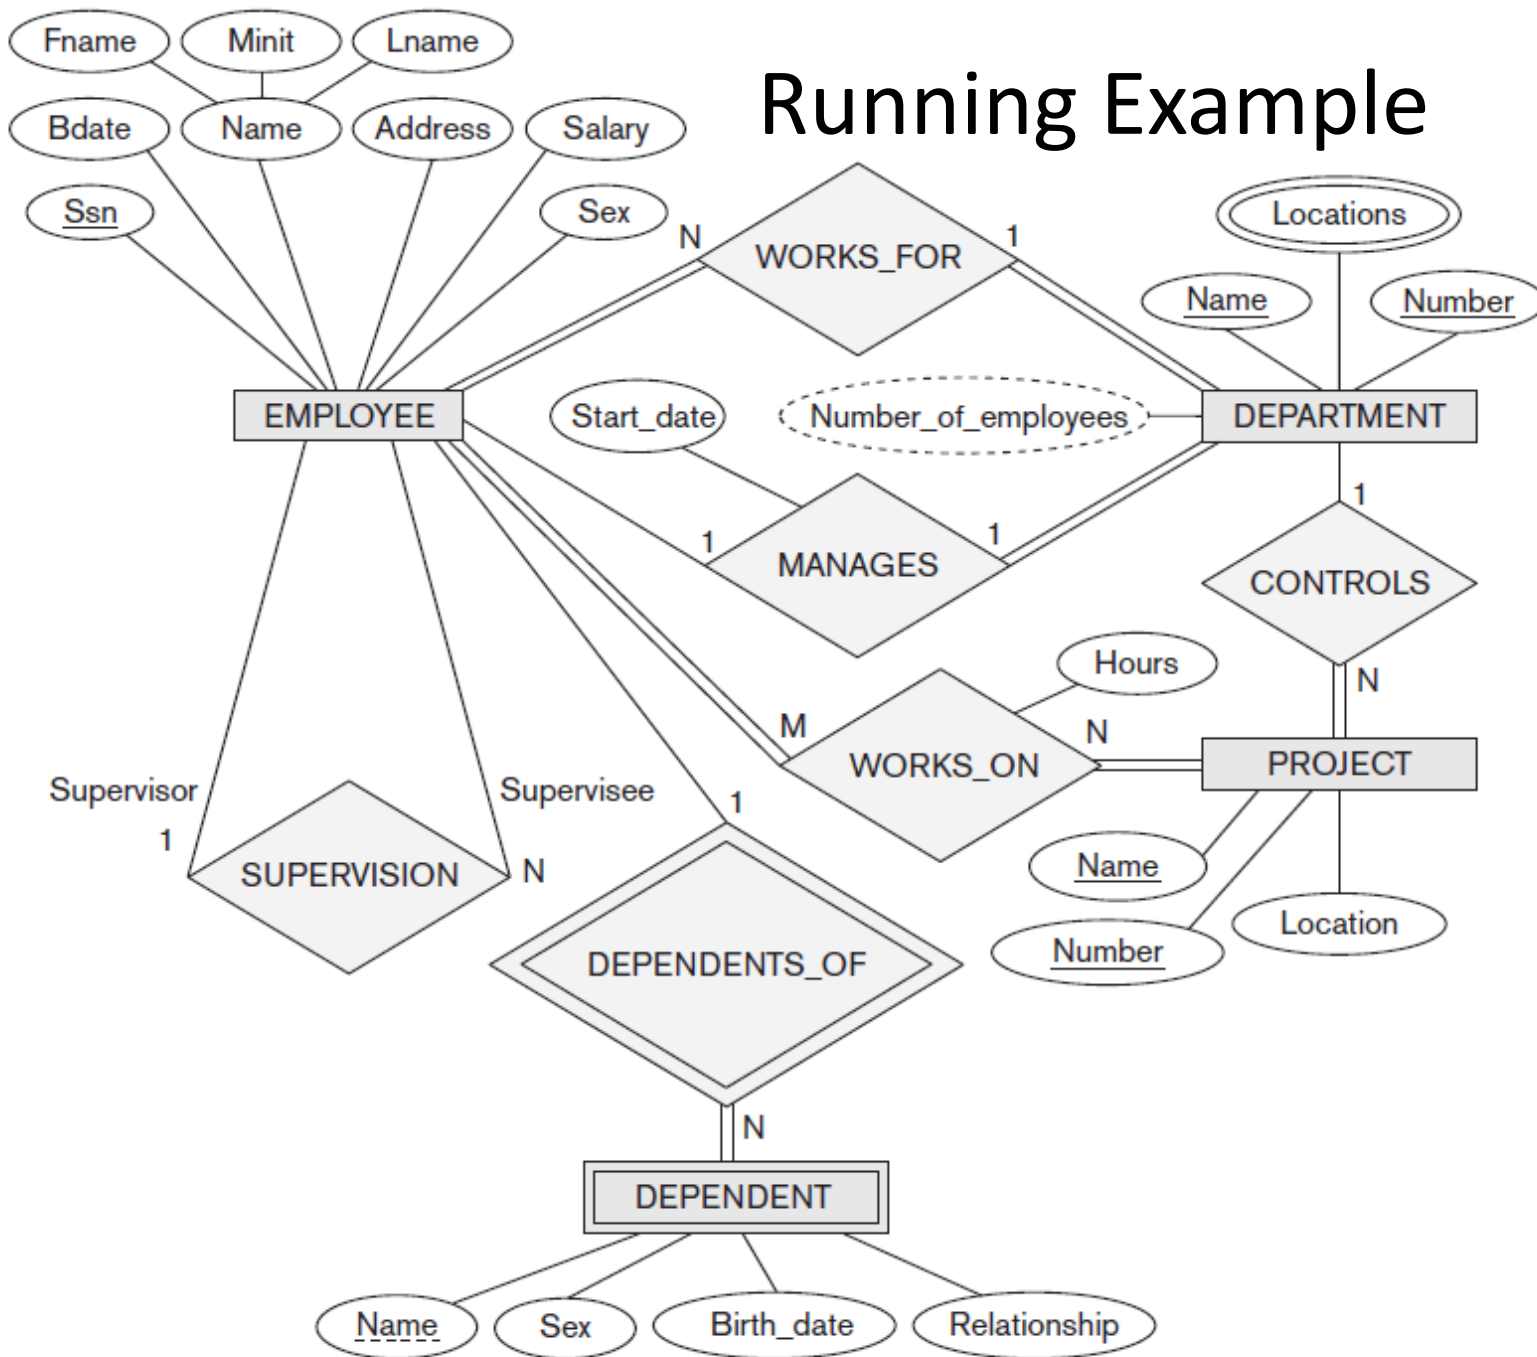 Fname Minit Lname
Running Example
Bdate Name Address Salary
Ssn Sex
Locations
N WORKS_FOR 1
Name Number
EMPLOYEE Start_date Number_of_employees DEPARTMENT
1 MANAGES 1
1
CONTROLS
N
Hours
M WORKS_ON N
PROJECT
Supervisor Supervisee
1 SUPERVISION N
1
Name
Number Location
DEPENDENTS_OF
N
DEPENDENT
Name Sex Birth_date Relationship